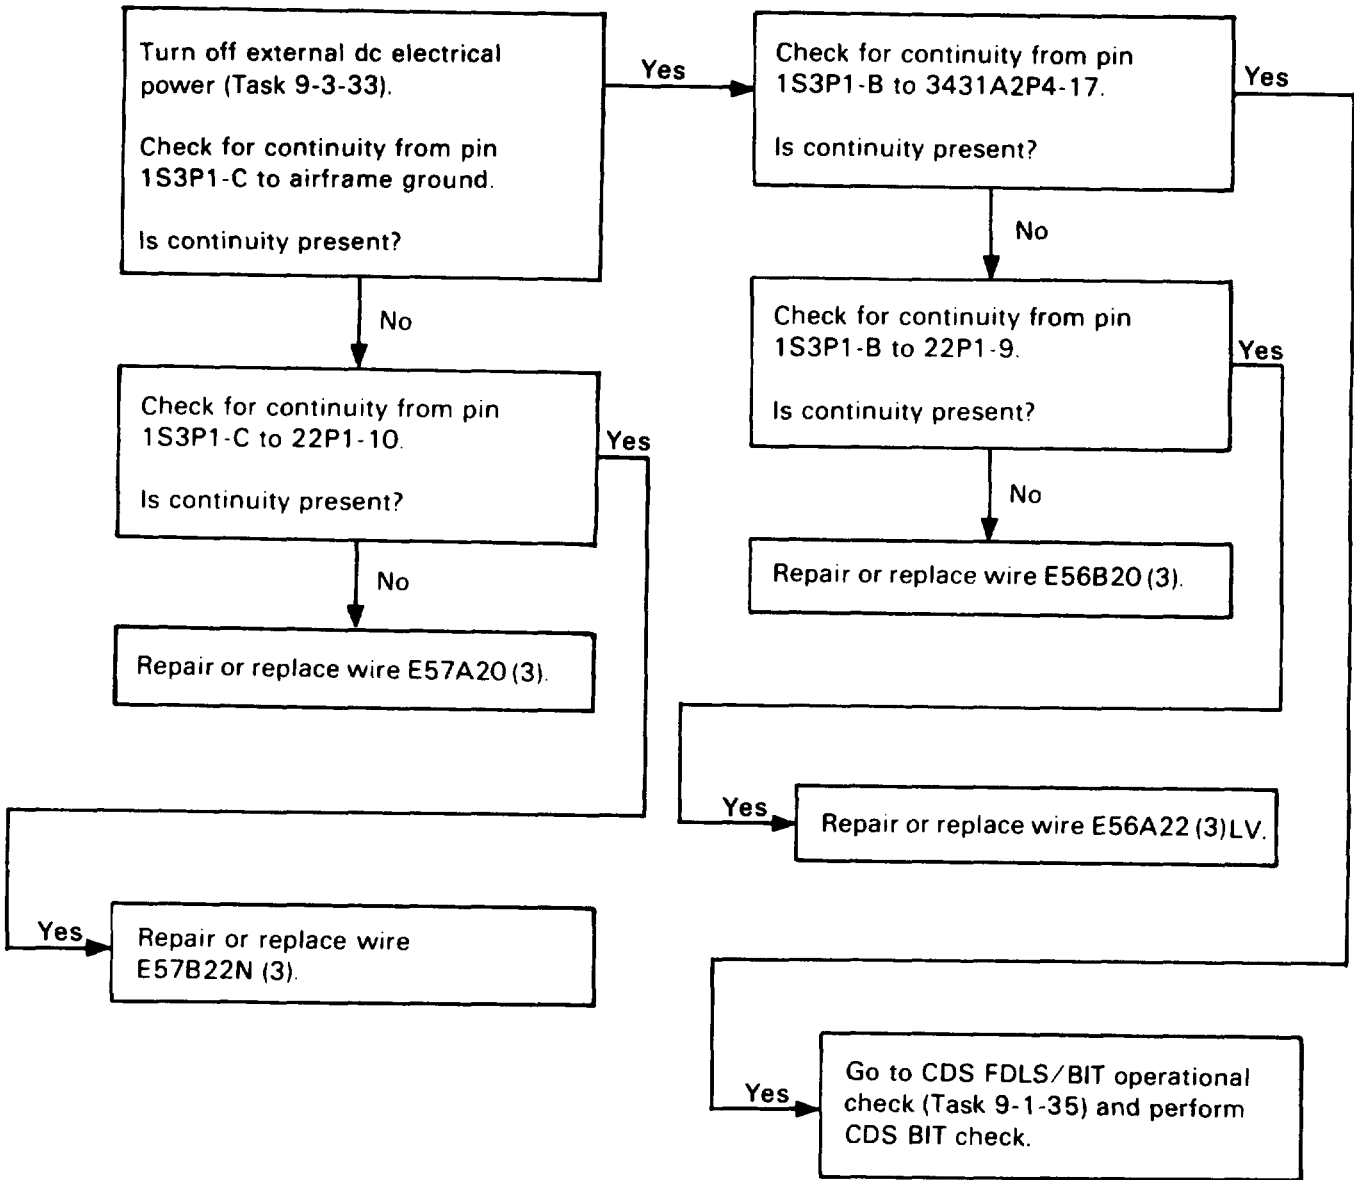 Turn off external dc electrical
power (Task 9-3-33).
Check for continuity from pin
1S3P1-C to airframe ground.
Is continuity present?
Yes
Check for continuity from pin
1S3P1-B to 3431A2P4-17.
Is continuity present?
Yes
No
No
Check for continuity from pin
1S3P1-C to 22P1-10.
Is continuity present?
Yes
Check for continuity from pin
1S3P1-B to 22P1-9.
Is continuity present?
Yes
No
No
Repair or replace wire E57A20 (3).
Repair or replace wire E56B20 (3).
Yes
Repair or replace wire E56A22 (3)LV.
Yes
Repair or replace wire
E57B22N (3).
Yes
Go to CDS FDLS/BIT operational
check (Task 9-1-35) and perform
CDS BIT check.